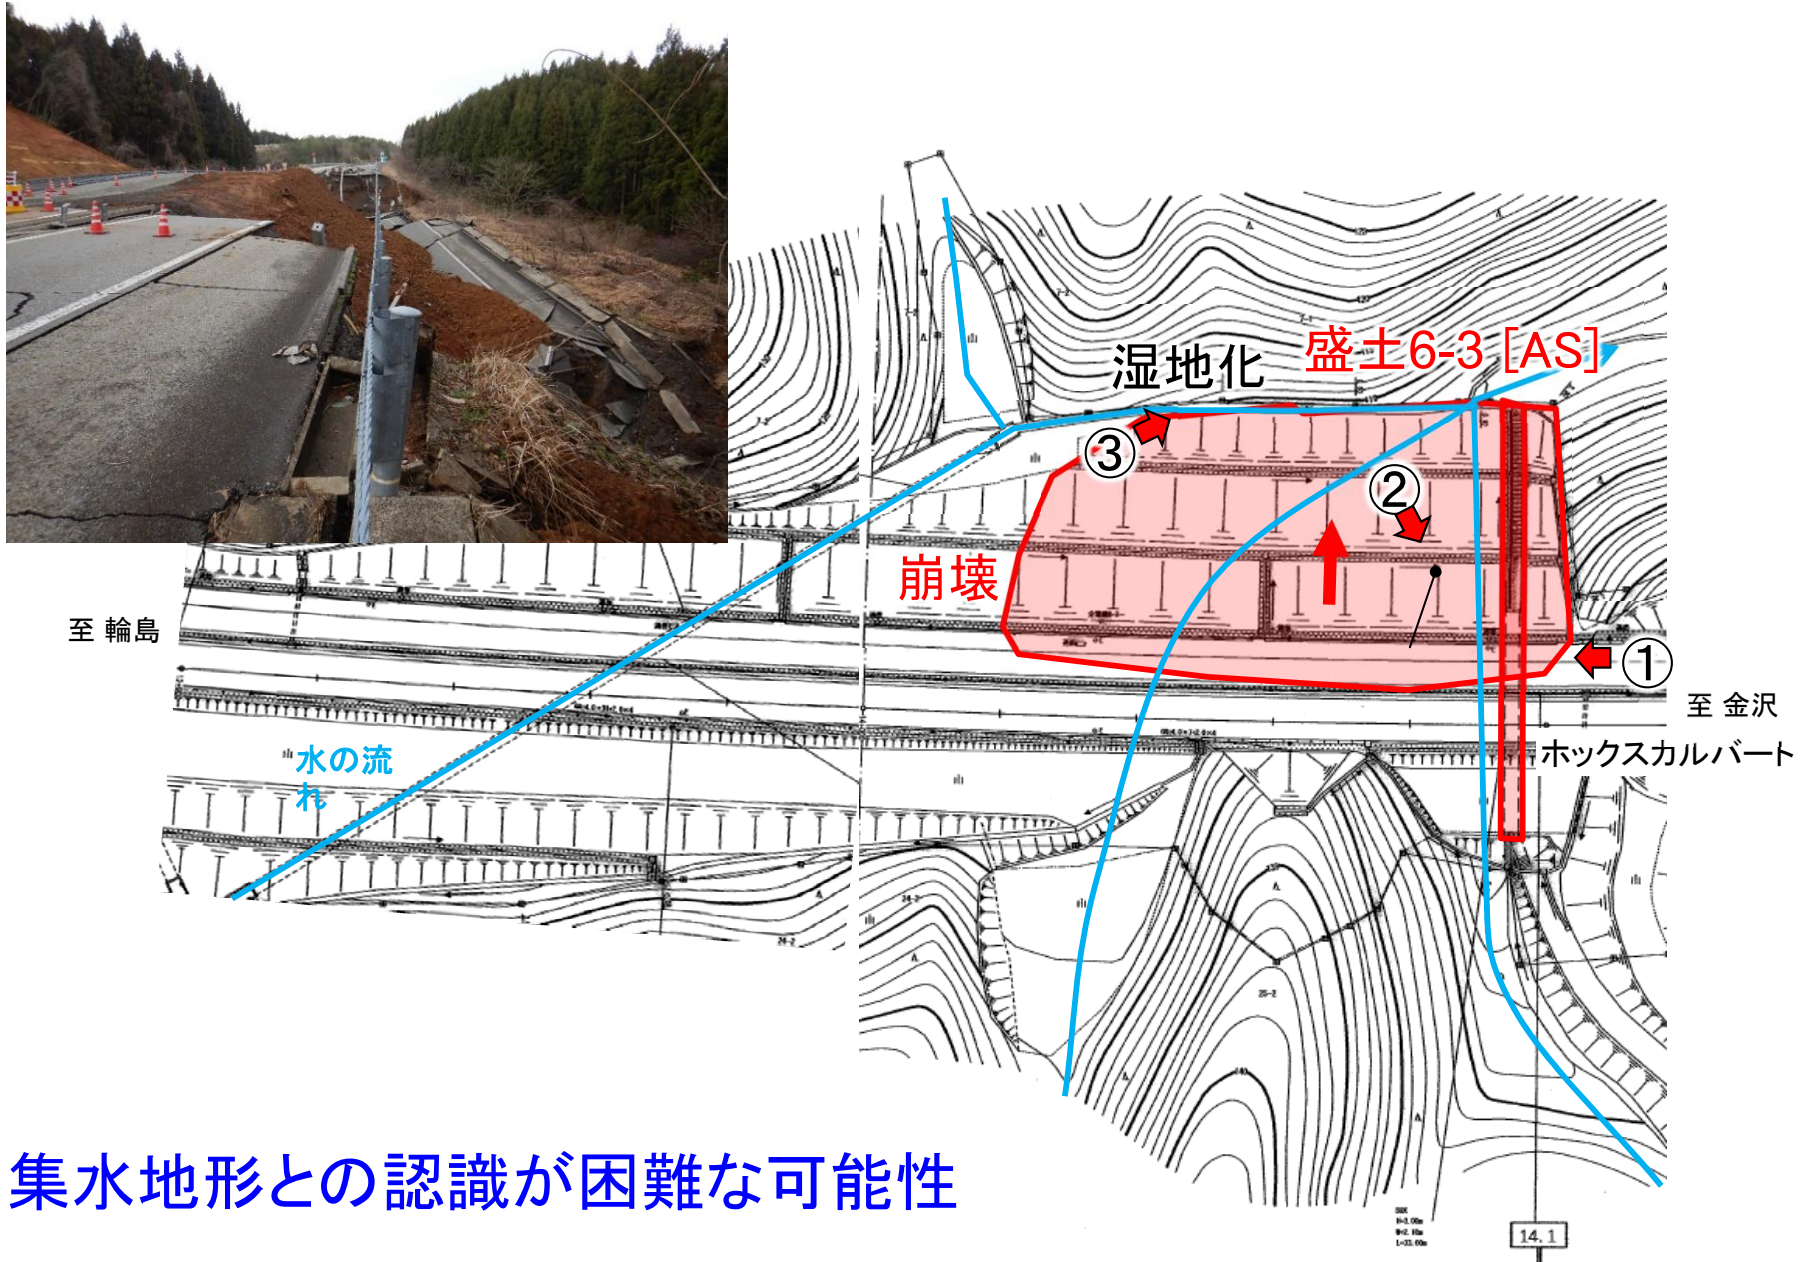 盛土6-3 [AS]
湿地化
③
②
崩壊
至 輪島
①
至 金沢
ホックスカルバート
水の流
れ
集水地形との認識が困難な可能性
14.1